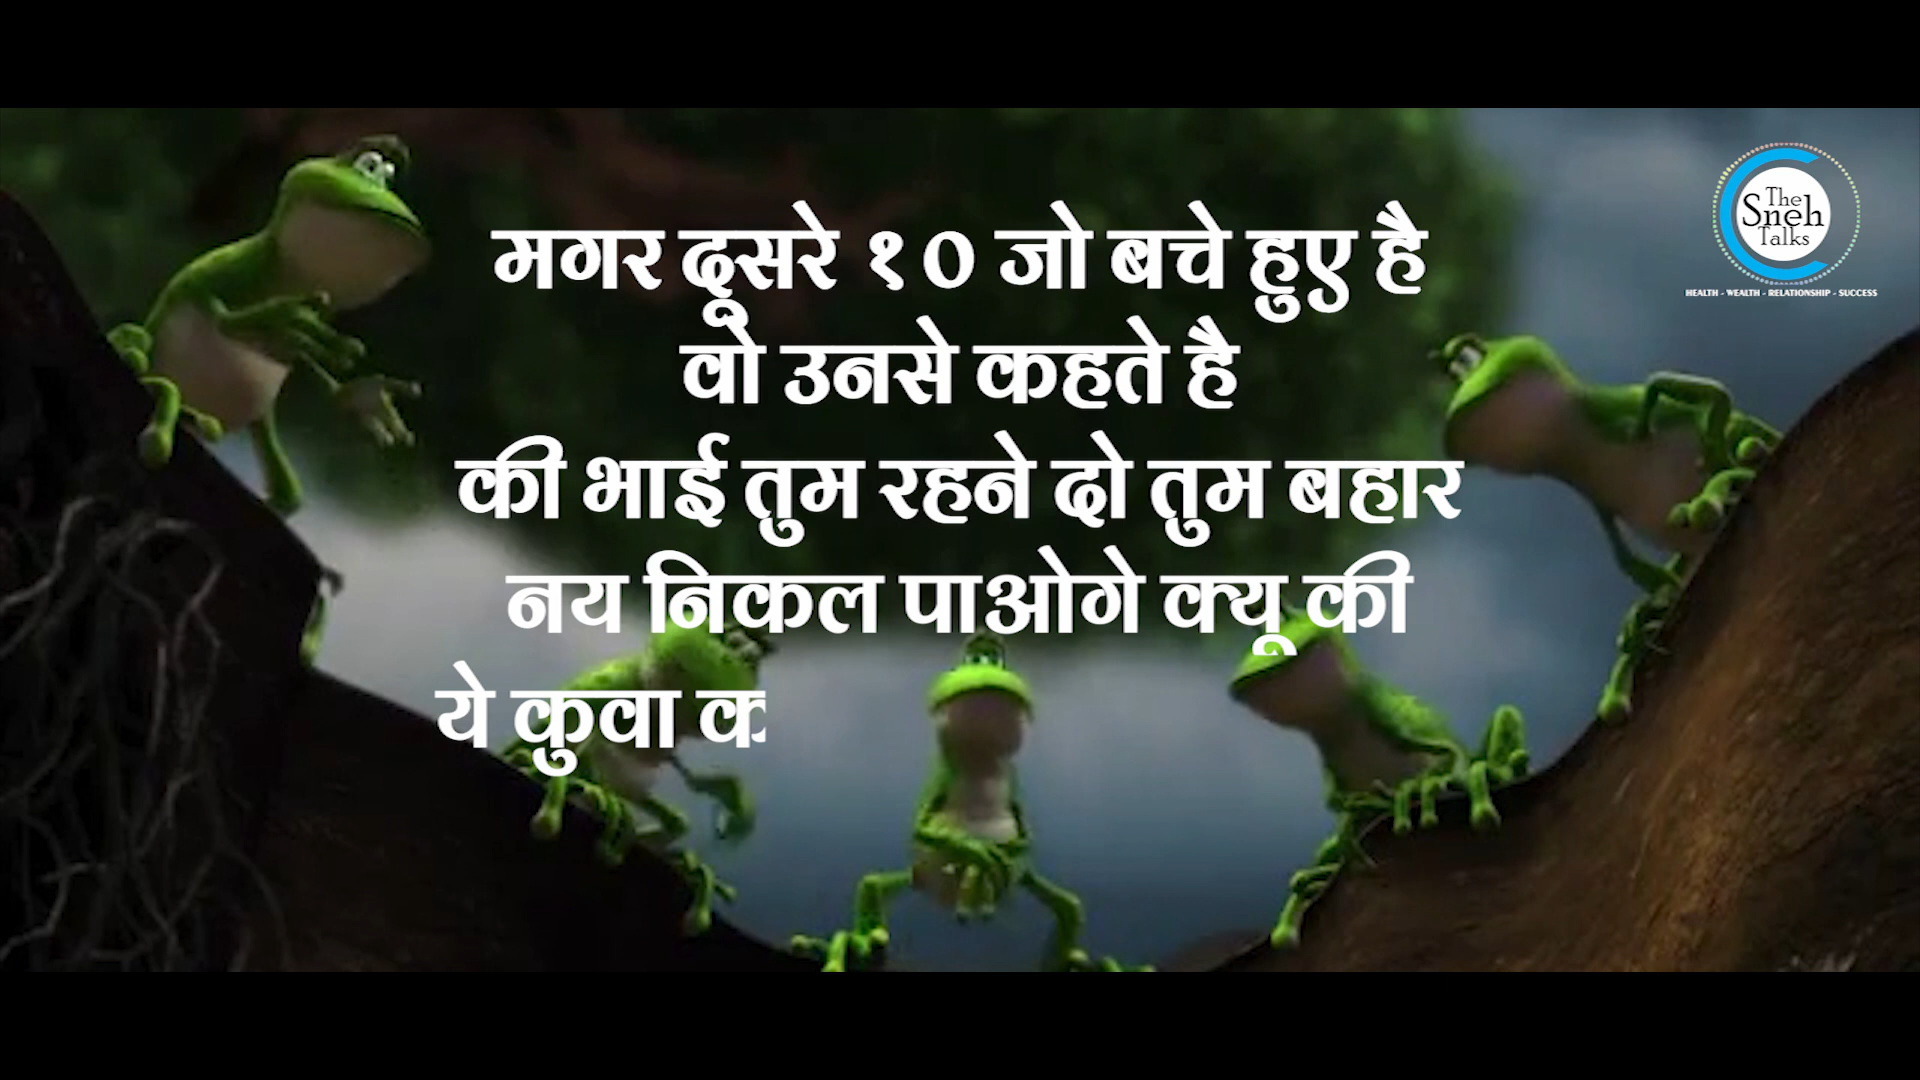 The
Sneh
Talks
HEALTH - WEALTH - RELATIONSHIP - SUCCESS
मगर दूसरे १० जो बचे हुए है
वो उनसे कहते है
की भाई तुम रहने दो तुम बहार
नय निकल पाओगे क्यू की
ये कुवा